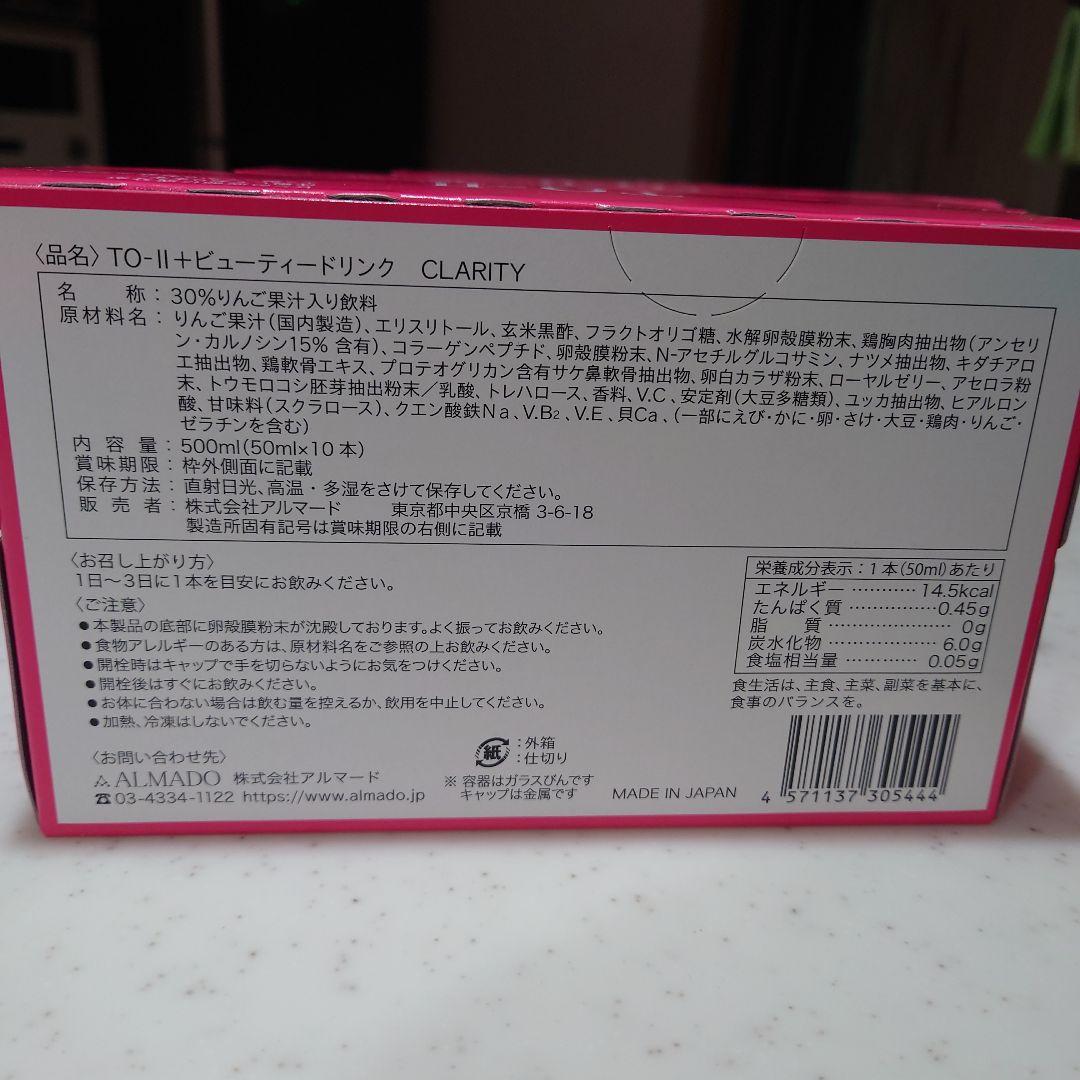 〈品名〉TO-II＋ビューティードリンク　CLARITY
名　　称：30%りんご果汁入り飲料
原材料名：りんご果汁（国内製造）、エリスリトール、玄米黒酢、フラクトオリゴ糖、水解卵殻膜粉末、鶏胸肉抽出物（アンセリ
ン・カルノシン15% 含有）、コラーゲンペプチド、卵殻膜粉末、N-アセチルグルコサミン、ナツメ抽出物、キダチアロ
エ抽出物、鶏軟骨エキス、プロテオグリカン含有サケ鼻軟骨抽出物、卵白カラザ粉末、ローヤルゼリー、アセロラ粉
末、トウモロコシ胚芽抽出粉末／乳酸、トレハロース、香料、V.C、安定剤（大豆多糖類）、ユッカ抽出物、ヒアルロン
酸、甘味料（スクラロース）、クエン酸鉄Na、V.B2、V.E、貝Ca、（一部にえび・かに・卵・さけ・大豆・鶏肉・りんご・
ゼラチンを含む）
内 容 量：500ml（50ml×10本）
賞味期限：枠外側面に記載
保存方法：直射日光、高温・多湿をさけて保存してください。
販 売 者：株式会社アルマード　　東京都中央区京橋 3-6-18
製造所固有記号は賞味期限の右側に記載
〈お召し上がり方〉
1日〜3日に1本を目安にお飲みください。
〈ご注意〉
●本製品の底部に卵殻膜粉末が沈殿しております。よく振ってお飲みください。
●食物アレルギーのある方は、原材料名をご参照の上お飲みください。
●開栓時はキャップで手を切らないようにお気をつけください。
●開栓後はすぐにお飲みください。
●お体に合わない場合は飲む量を控えるか、飲用を中止してください。
●加熱、冷凍はしないでください。
〈お問い合わせ先〉
ALMADO 株式会社アルマード
☎03-4334-1122 https://www.almado.jp
紙：外箱
：仕切り
※ 容器はガラスびんです
キャップは金属です
MADE IN JAPAN
栄養成分表示：1本（50ml）あたり
エネルギー …………14.5kcal
たんぱく質 ……………0.45g
脂　　質 ………………… 0g
炭水化物 ……………… 6.0g
食塩相当量 ………… 0.05g
食生活は、主食、主菜、副菜を基本に、
食事のバランスを。
4 571137 305444